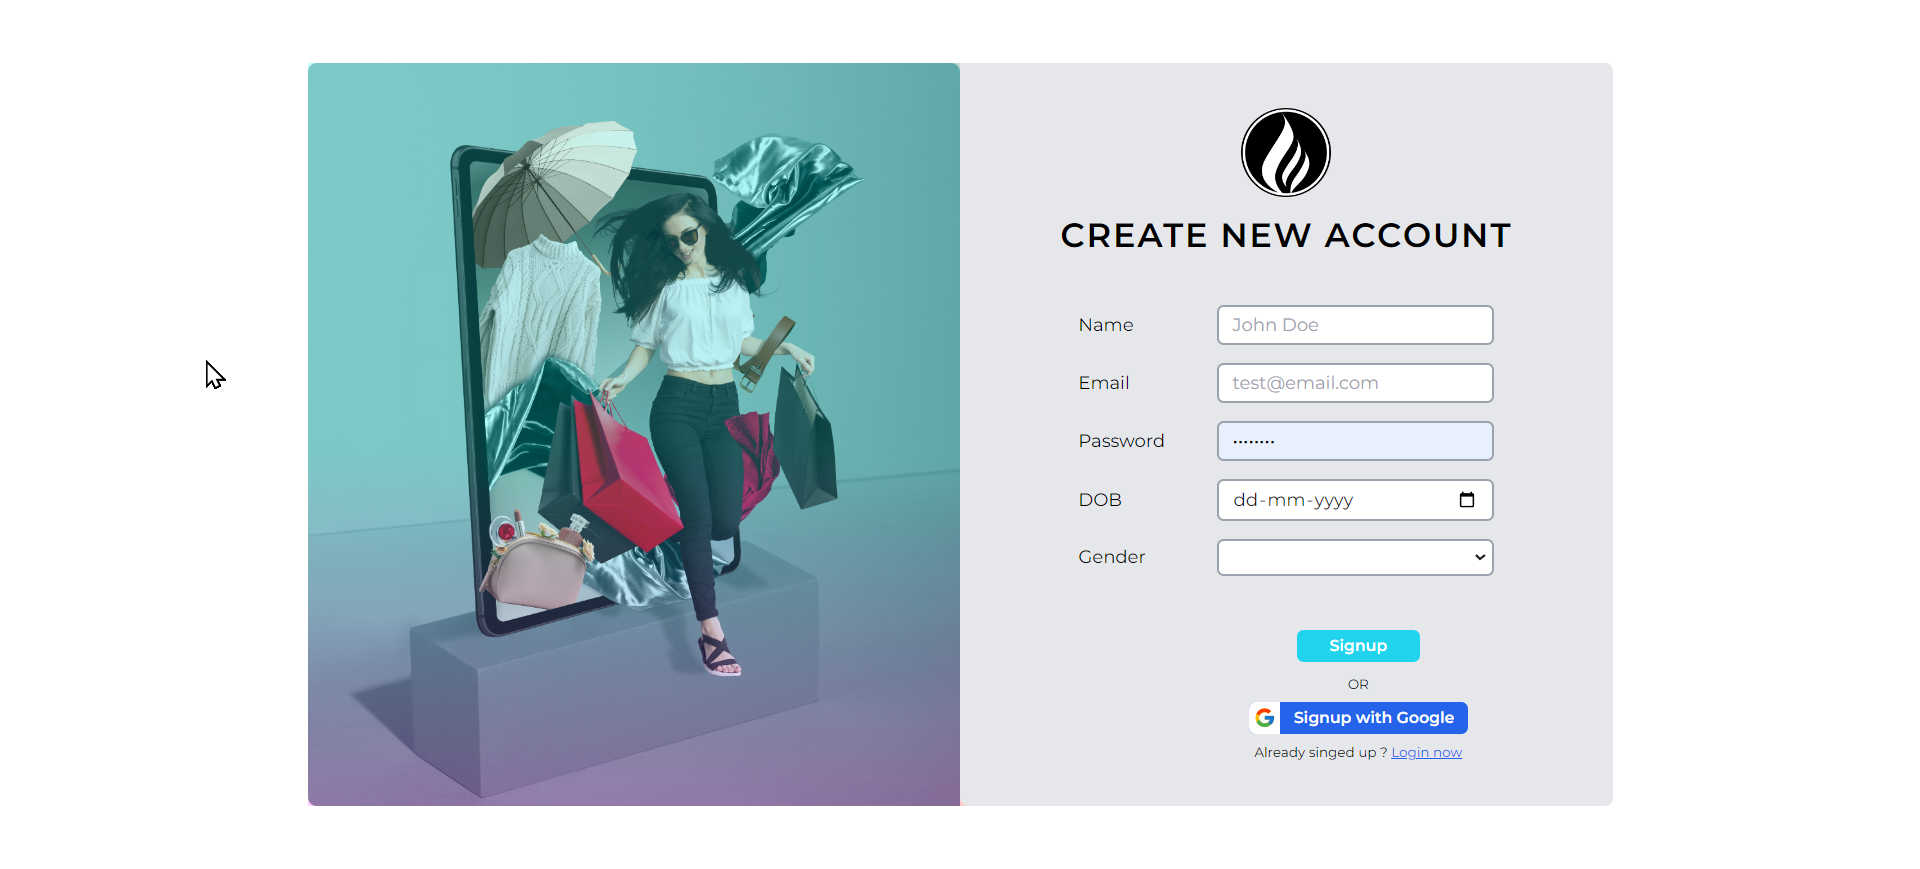 CREATE NEW ACCOUNT
Name
John Doe
Email
test@email.com
Password
••••••••
DOB
dd-mm-yyyy
Gender
Signup
OR
Signup with Google
Already singed up ? Login now